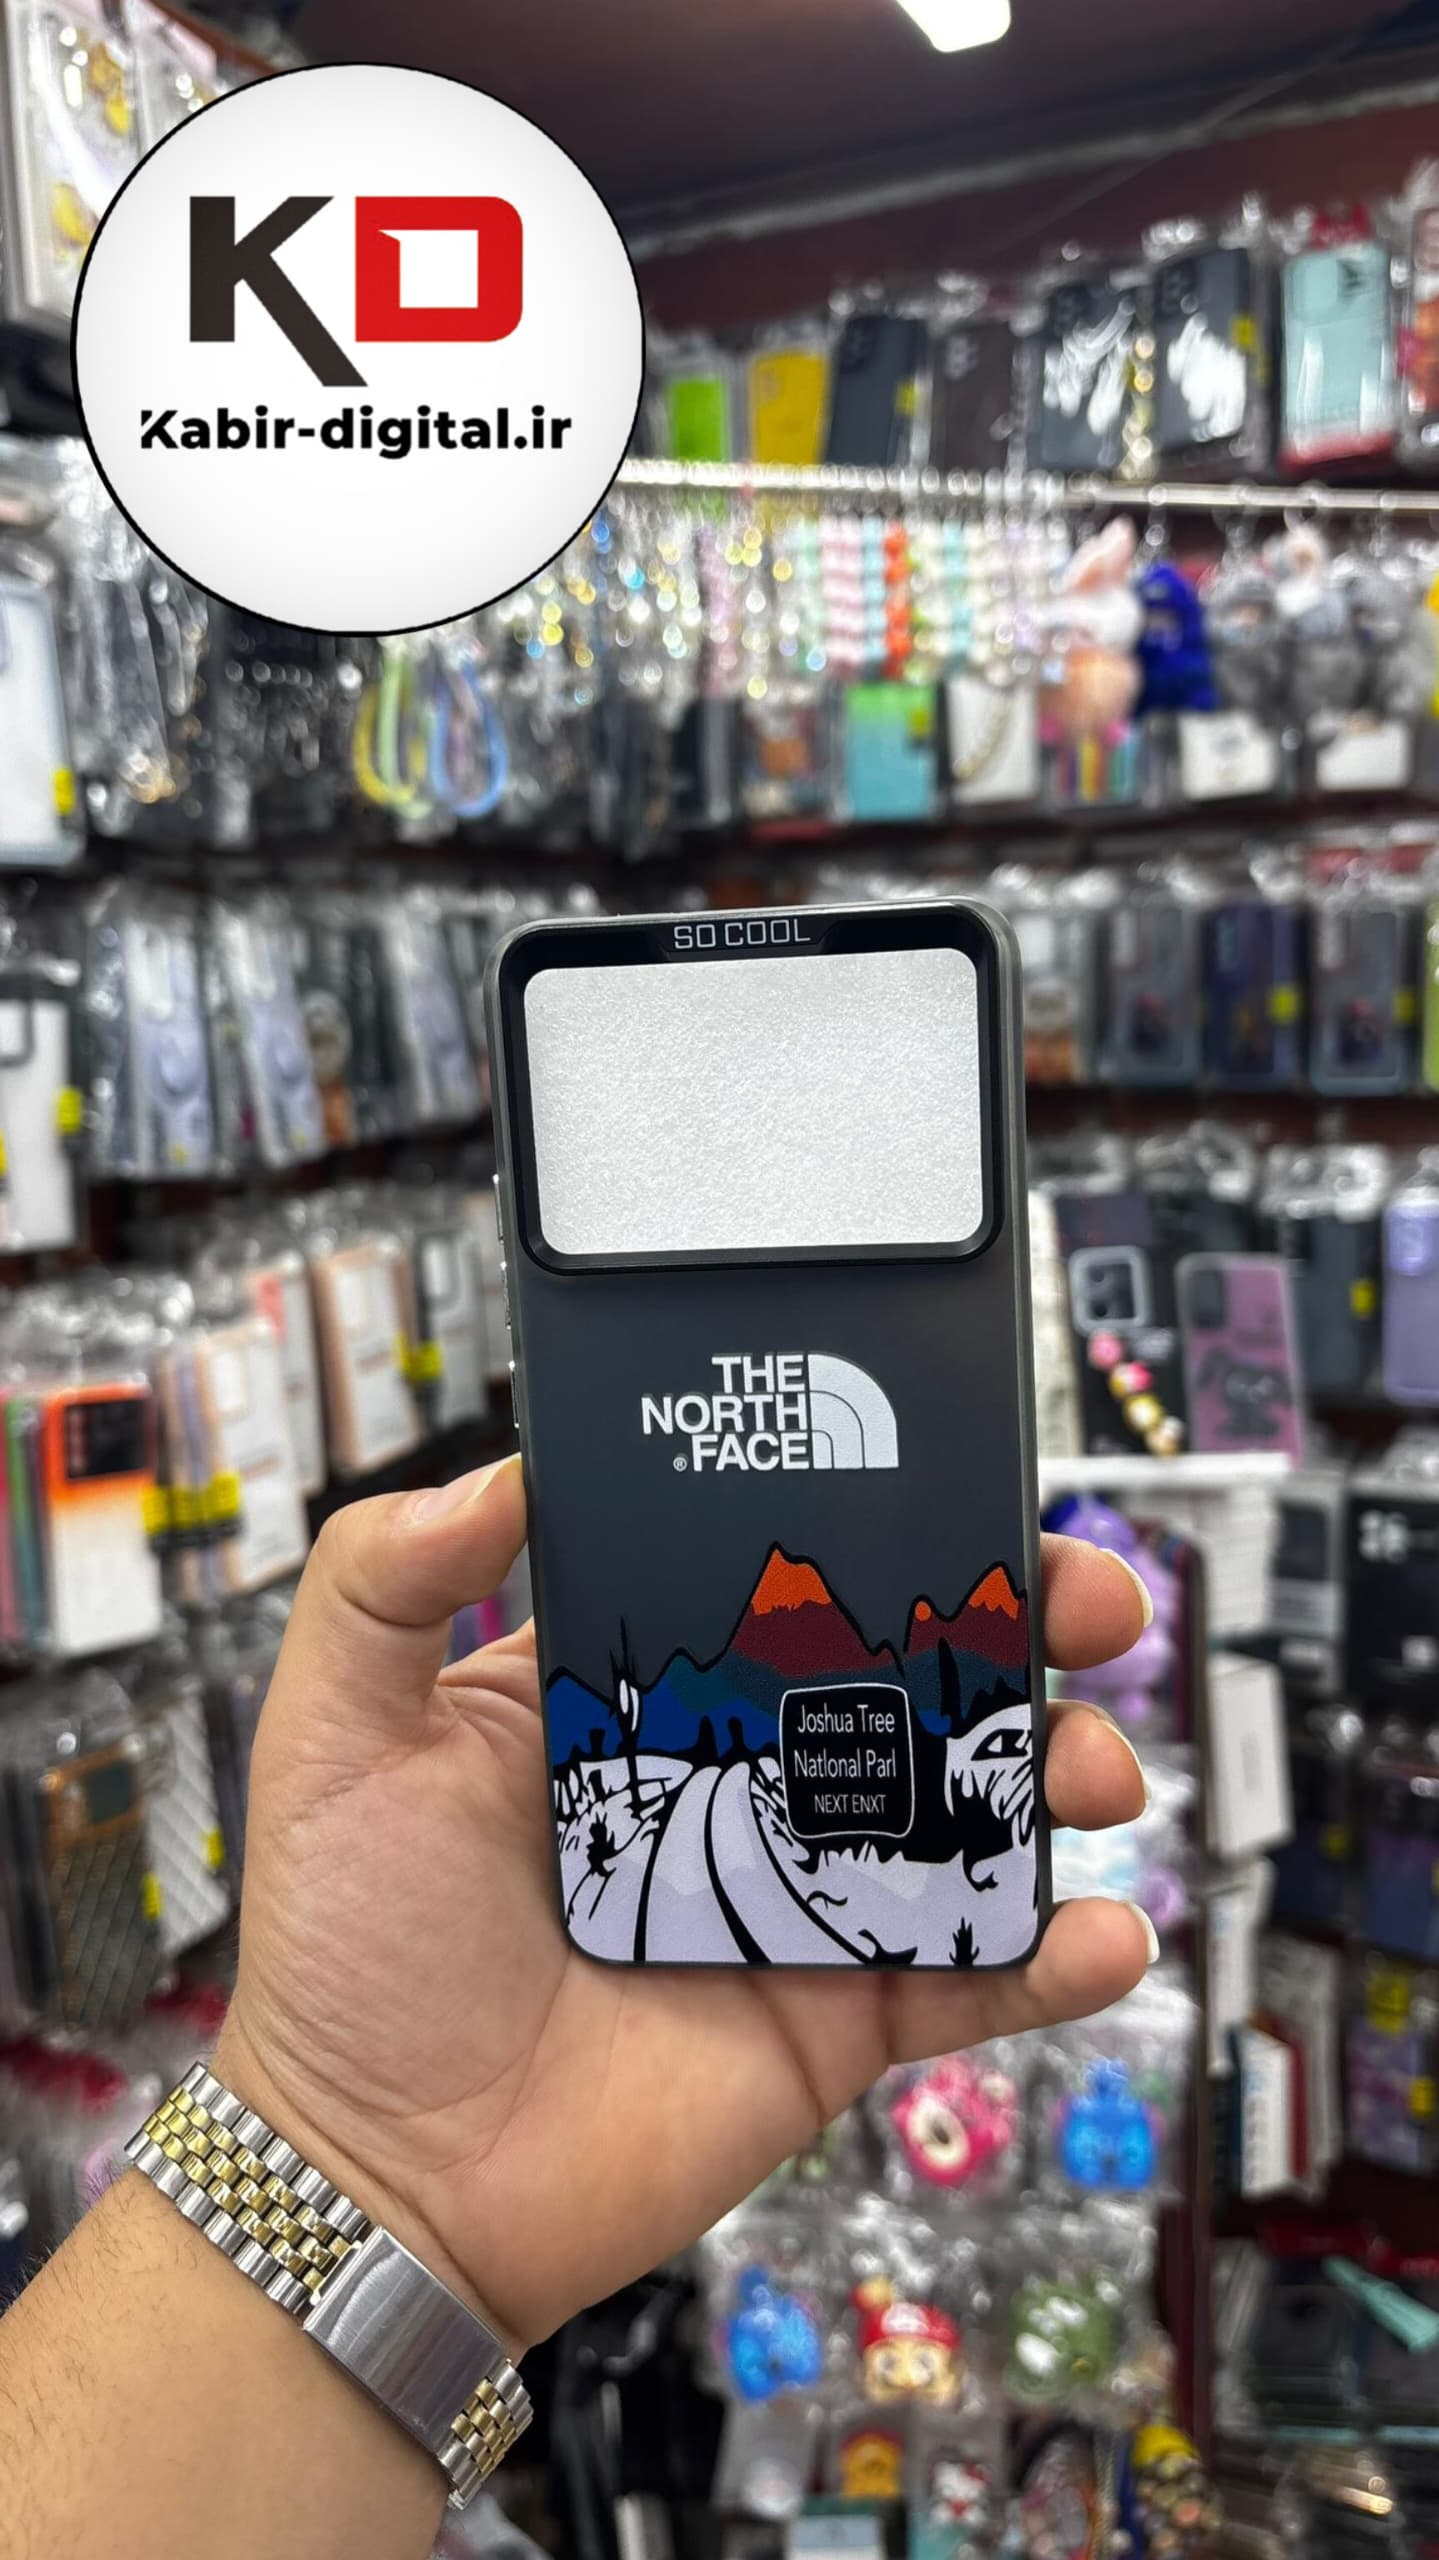 KD
Kabir-digital.ir
SO COOL
THE
NORTH
® FACE
Joshua Tree
Natlonal Parl
NEXT ENXT